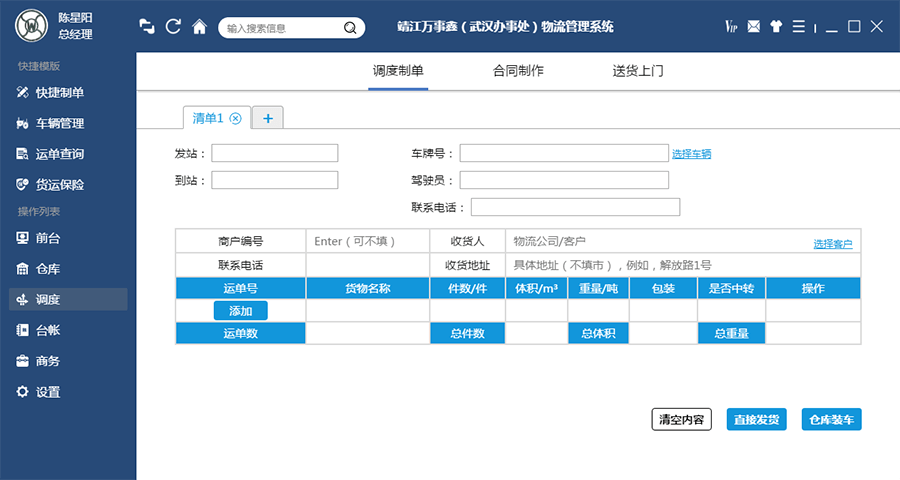 陈星阳
总经理
输入搜索信息
靖江万事鑫（武汉办事处）物流管理系统
VIP
快捷模版
快捷制单
车辆管理
运单查询
货运保险
操作列表
前台
仓库
调度
台帐
商务
设置
调度制单 合同制作 送货上门
清单1
发站： 车牌号： 选择车辆
到站： 驾驶员：
联系电话：
商户编号 Enter（可不填） 收货人 物流公司/客户 选择客户
联系电话 收货地址 具体地址（不填市），例如，解放路1号
运单号 货物名称 件数/件 体积/m³ 重量/吨 包装 是否中转 操作
添加
运单数 总件数 总体积 总重量
清空内容 直接发货 仓库装车